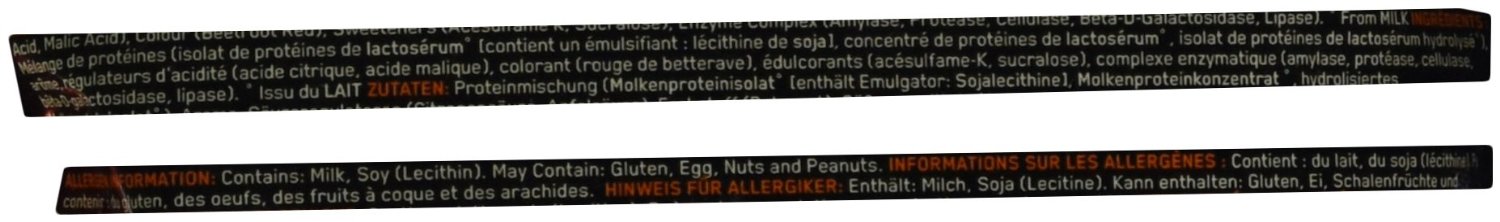 Acid, Malic Acid), Colour (Beetroot Red), Sweeteners (Acesulfame-K, Sucralose), Enzyme Complex (Amylase, Protease, Cellulase, Beta-D-Galactosidase, Lipase). ° From MILK INGRÉDIENTS
Mélange de protéines (isolat de protéines de lactosérum° [contient un émulsifiant : lécithine de soja], concentré de protéines de lactosérum° , isolat de protéines de lactosérum hydrolysé°),
arôme, régulateurs d'acidité (acide citrique, acide malique), colorant (rouge de betterave), édulcorants (acésulfame-K, sucralose), complexe enzymatique (amylase, protéase, cellulase,
bêta-D-galactosidase, lipase). ° Issu du LAIT ZUTATEN: Proteinmischung (Molkenproteinisolat° [enthält Emulgator: Sojalecithine], Molkenproteinkonzentrat° , hydrolisiertes
ALLERGEN INFORMATION: Contains: Milk, Soy (Lecithin). May Contain: Gluten, Egg, Nuts and Peanuts. INFORMATIONS SUR LES ALLERGÈNES : Contient : du lait, du soja (lécithine).
contenir : du gluten, des oeufs, des fruits à coque et des arachides. HINWEIS FÜR ALLERGIKER: Enthält: Milch, Soja (Lecitine). Kann enthalten: Gluten, Ei, Schalenfrüchte und